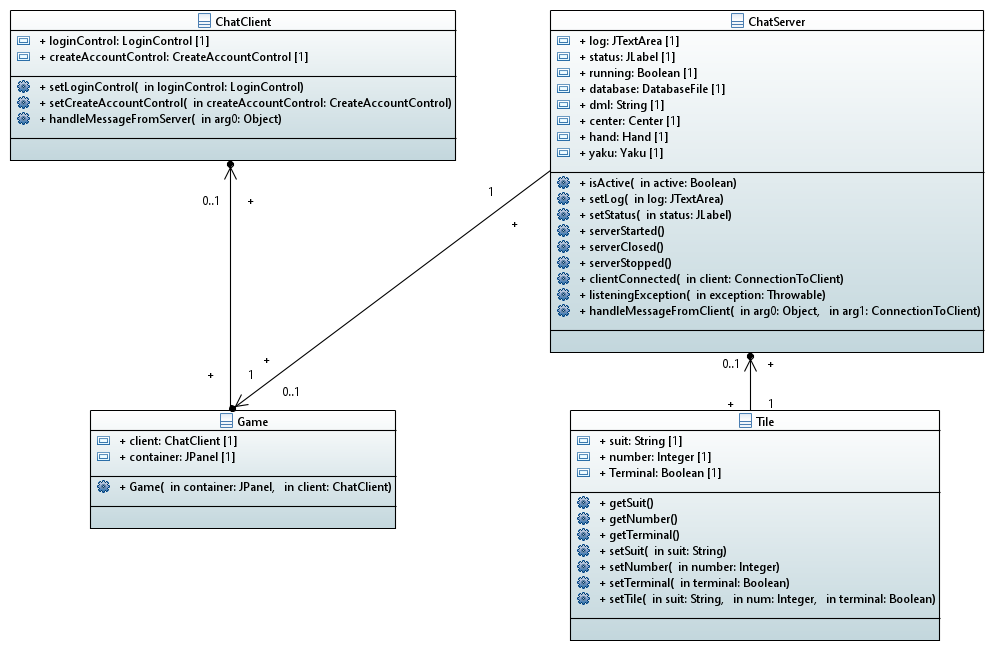 ChatClient
+ loginControl: LoginControl [1]
+ createAccountControl: CreateAccountControl [1]
+ setLoginControl( in loginControl: LoginControl)
+ setCreateAccountControl( in createAccountControl: CreateAccountControl)
+ handleMessageFromServer( in arg0: Object)
ChatServer
+ log: JTextArea [1]
+ status: JLabel [1]
+ running: Boolean [1]
+ database: DatabaseFile [1]
+ dml: String [1]
+ center: Center [1]
+ hand: Hand [1]
+ yaku: Yaku [1]
+ isActive( in active: Boolean)
+ setLog( in log: JTextArea)
+ setStatus( in status: JLabel)
+ serverStarted()
+ serverClosed()
+ serverStopped()
+ clientConnected( in client: ConnectionToClient)
+ listeningException( in exception: Throwable)
+ handleMessageFromClient( in arg0: Object, in arg1: ConnectionToClient)
0..1 +
1
+
+
+ 1
0..1
0..1 +
+ 1
Game
+ client: ChatClient [1]
+ container: JPanel [1]
+ Game( in container: JPanel, in client: ChatClient)
Tile
+ suit: String [1]
+ number: Integer [1]
+ Terminal: Boolean [1]
+ getSuit()
+ getNumber()
+ getTerminal()
+ setSuit( in suit: String)
+ setNumber( in number: Integer)
+ setTerminal( in terminal: Boolean)
+ setTile( in suit: String, in num: Integer, in terminal: Boolean)